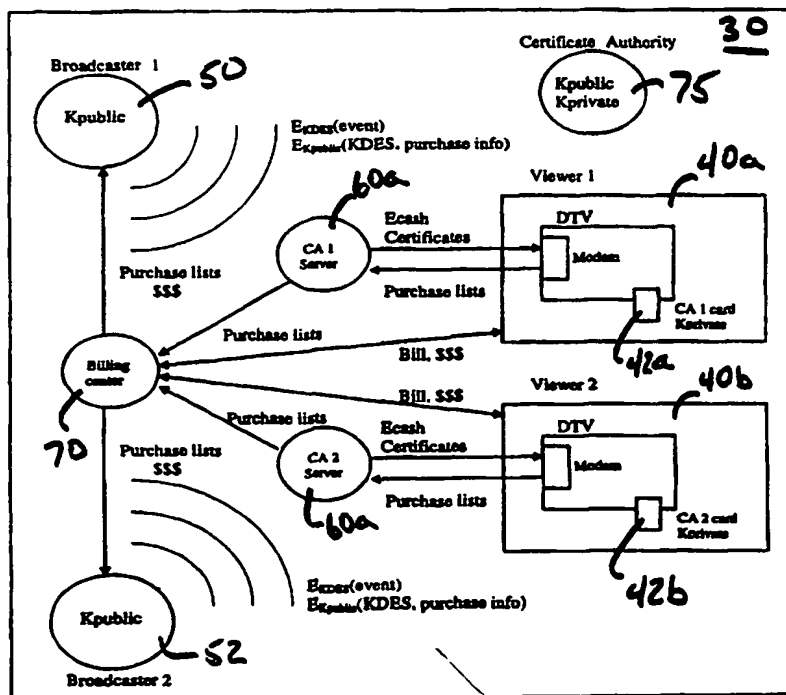 30
Certificate Authority
Kpublic
Kprivate
75
Broadcaster 1
50
Kpublic
EKDES(event)
EKpublic(KDES, purchase info)
Viewer 1
40a
60a
CA 1
Server
Ecash
Certificates
Purchase lists
DTV
Modem
CA 1 card
Kprivate
42a
Purchase lists
$$$
Purchase lists
Billing
center
70
Bill, $$$
Bill, $$$
Viewer 2
40b
Purchase lists
Purchase lists
$$$
CA 2
Server
60a
Ecash
Certificates
Purchase lists
DTV
Modem
CA 2 card
Kprivate
42b
EKDES(event)
EKpublic(KDES, purchase info)
Kpublic
52
Broadcaster 2